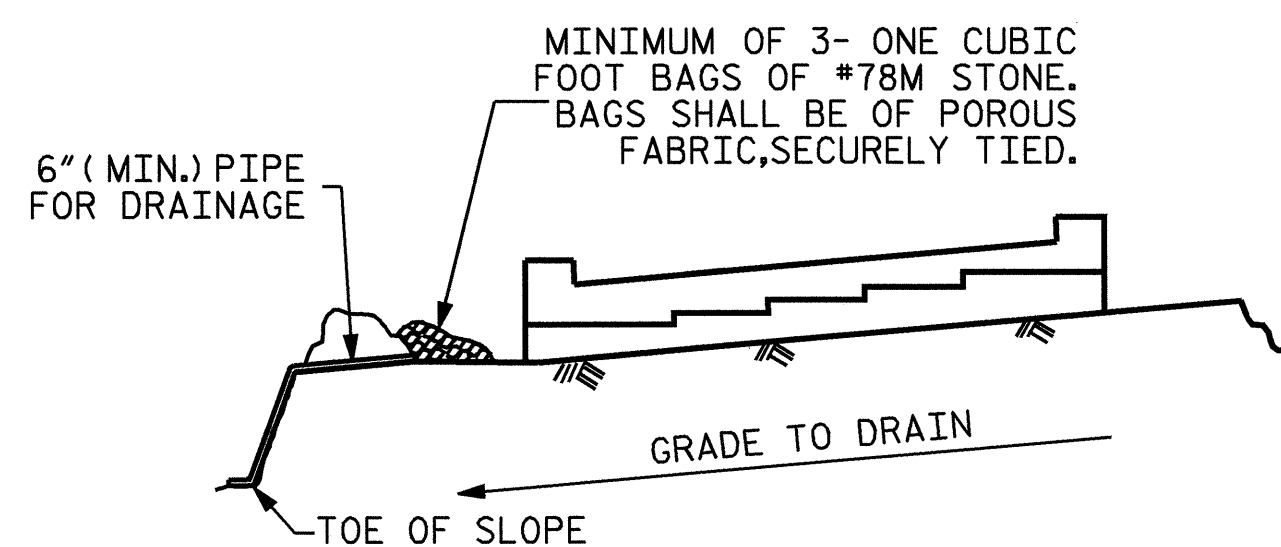 MINIMUM OF 3- ONE CUBIC
FOOT BAGS OF #78M STONE.
BAGS SHALL BE OF POROUS
FABRIC,SECURELY TIED.
6"(MIN.) PIPE
FOR DRAINAGE
GRADE TO DRAIN
TOE OF SLOPE